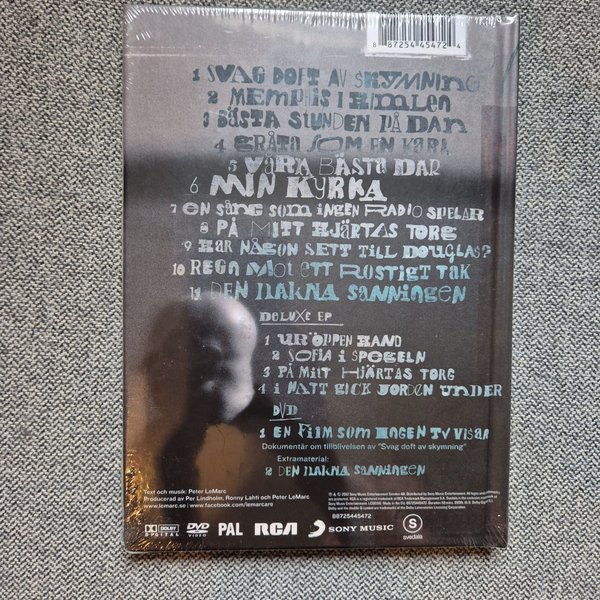 8 87254 45472 4
1 SVAG DOFT AV SKYMNING
2 MEMPHIS I HIMLEN
3 BÄSTA STUNDEN PÅ DAN
4 GRÅTA SOM EN KARL
5 VÅRA BÄSTA DAR
6 MIN KYRKA
7 EN SÅNG SOM INGEN RADIO SPELAR
8 PÅ MITT HJÄRTAS TORG
9 HAR NÅGON SETT TILL DOUGLAS?
10 REGN MOT ETT ROSTIGT TAK
11 DEN NAKNA SANNINGEN
DELUXE EP
1 UR ÖPPEN HAND
2 SOFIA I SPEGELN
3 PÅ MITT HJÄRTAS TORG
4 I NATT GICK JORDEN UNDER
DVD
1 EN FILM SOM INGEN TV VISAR
Dokumentär om tillblivelsen av "Svag doft av skymning"
Extramaterial:
2 DEN NAKNA SANNINGEN
Text och musik: Peter LeMarc
Producerad av Per Lindholm, Ronny Lahti och Peter LeMarc
www.lemarc.se | www.facebook.com/lemarcare
88725445472
DOLBY DIGITAL
DVD VIDEO
PAL
RCA
SONY MUSIC
S
svedala